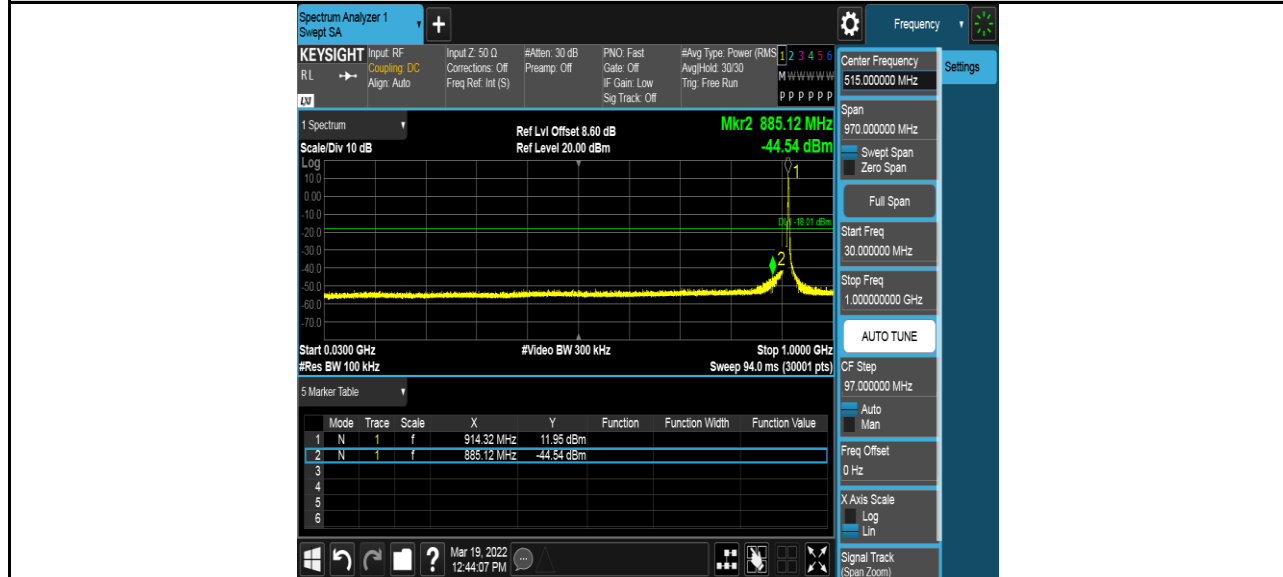 Spectrum Analyzer 1
Swept SA
+
Frequency
KEYSIGHT
RL
LXI
Input: RF
Coupling: DC
Align: Auto
Input Z: 50 Ω
Corrections: Off
Freq Ref: Int (S)
#Atten: 30 dB
Preamp: Off
PNO: Fast
Gate: Off
IF Gain: Low
Sig Track: Off
#Avg Type: Power (RMS
Avg|Hold: 30/30
Trig: Free Run
1 2 3 4 5 6
M W W W W W
P P P P P P
1 Spectrum
Scale/Div 10 dB
Ref Lvl Offset 8.60 dB
Ref Level 20.00 dBm
Mkr2 885.12 MHz
-44.54 dBm
Log
10.0
0.00
-10.0
-20.0
-30.0
-40.0
-50.0
-60.0
-70.0
1
DL1 -18.01 dBm
2
Start 0.0300 GHz
#Res BW 100 kHz
#Video BW 300 kHz
Stop 1.0000 GHz
Sweep 94.0 ms (30001 pts)
5 Marker Table
Mode Trace Scale X Y Function Function Width Function Value
1 N 1 f 914.32 MHz 11.95 dBm
2 N 1 f 885.12 MHz -44.54 dBm
3
4
5
6
?
Mar 19, 2022
12:44:07 PM
Center Frequency
515.000000 MHz
Settings
Span
970.000000 MHz
Swept Span
Zero Span
Full Span
Start Freq
30.000000 MHz
Stop Freq
1.000000000 GHz
AUTO TUNE
CF Step
97.000000 MHz
Auto
Man
Freq Offset
0 Hz
X Axis Scale
Log
Lin
Signal Track
(Span Zoom)